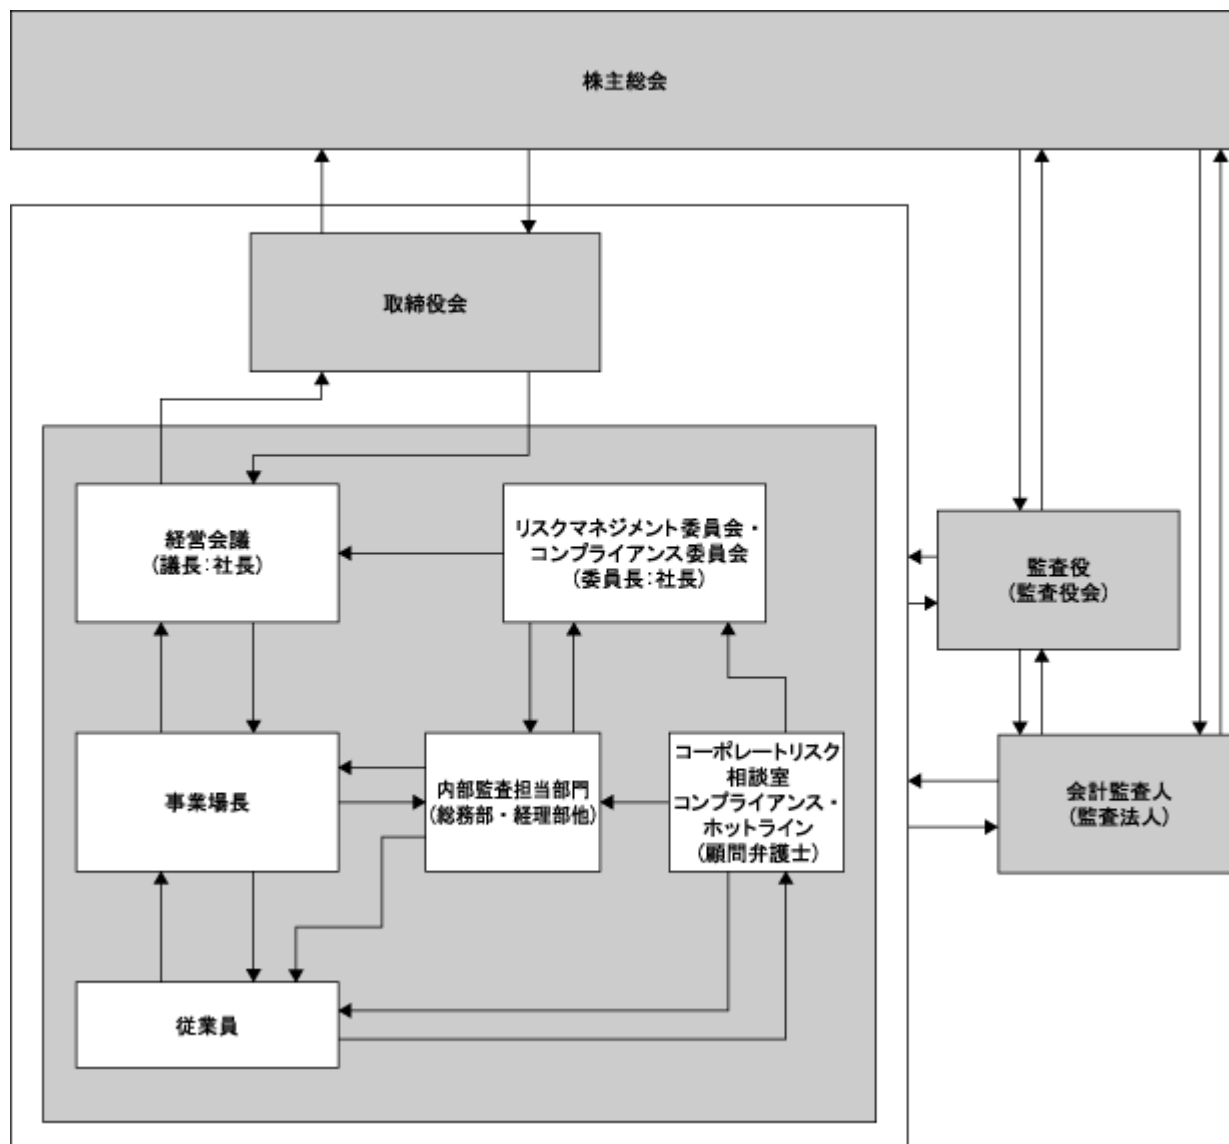 株主総会
取締役会
経営会議
(議長:社長)
リスクマネジメント委員会・
コンプライアンス委員会
(委員長:社長)
監査役
(監査役会)
事業場長
内部監査担当部門
(総務部・経理部他)
コーポレートリスク
相談室
コンプライアンス・
ホットライン
(顧問弁護士)
会計監査人
(監査法人)
従業員